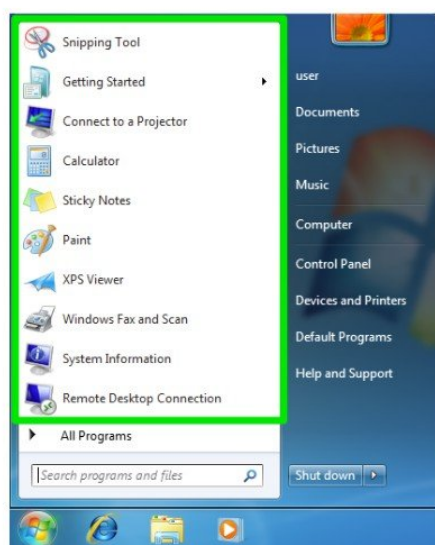 Snipping Tool
Getting Started
Connect to a Projector
Calculator
Sticky Notes
Paint
XPS Viewer
Windows Fax and Scan
System Information
Remote Desktop Connection
All Programs
Search programs and files
user
Documents
Pictures
Music
Computer
Control Panel
Devices and Printers
Default Programs
Help and Support
Shut down